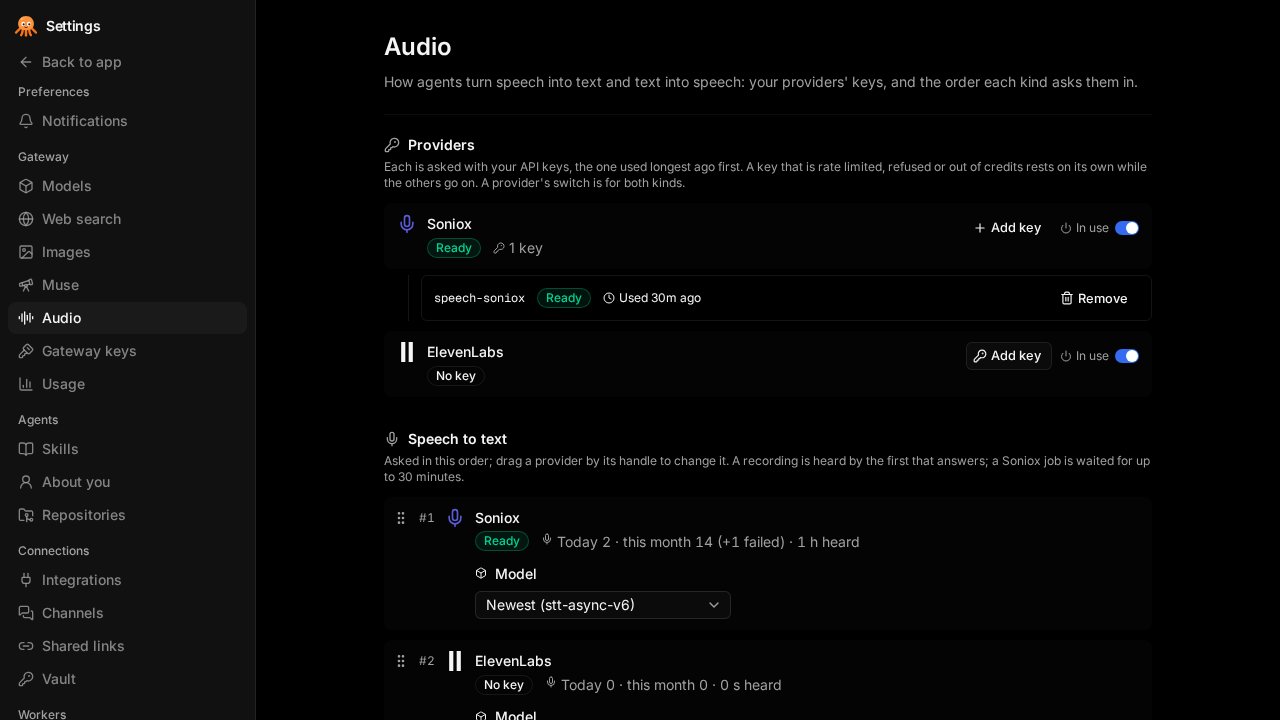 Settings
Back to app
Preferences
Notifications
Gateway
Models
Web search
Images
Muse
Audio
Gateway keys
Usage
Agents
Skills
About you
Repositories
Connections
Integrations
Channels
Shared links
Vault
Workers
Audio
How agents turn speech into text and text into speech: your providers' keys, and the order each kind asks them in.
Providers
Each is asked with your API keys, the one used longest ago first. A key that is rate limited, refused or out of credits rests on its own while
the others go on. A provider's switch is for both kinds.
Soniox
Add key
In use
Ready
1 key
speech-soniox
Ready
Used 30m ago
Remove
ElevenLabs
Add key
In use
No key
Speech to text
Asked in this order; drag a provider by its handle to change it. A recording is heard by the first that answers; a Soniox job is waited for up
to 30 minutes.
#1
Soniox
Ready
Today 2 · this month 14 (+1 failed) · 1 h heard
Model
Newest (stt-async-v6)
#2
ElevenLabs
No key
Today 0 · this month 0 · 0 s heard
Model